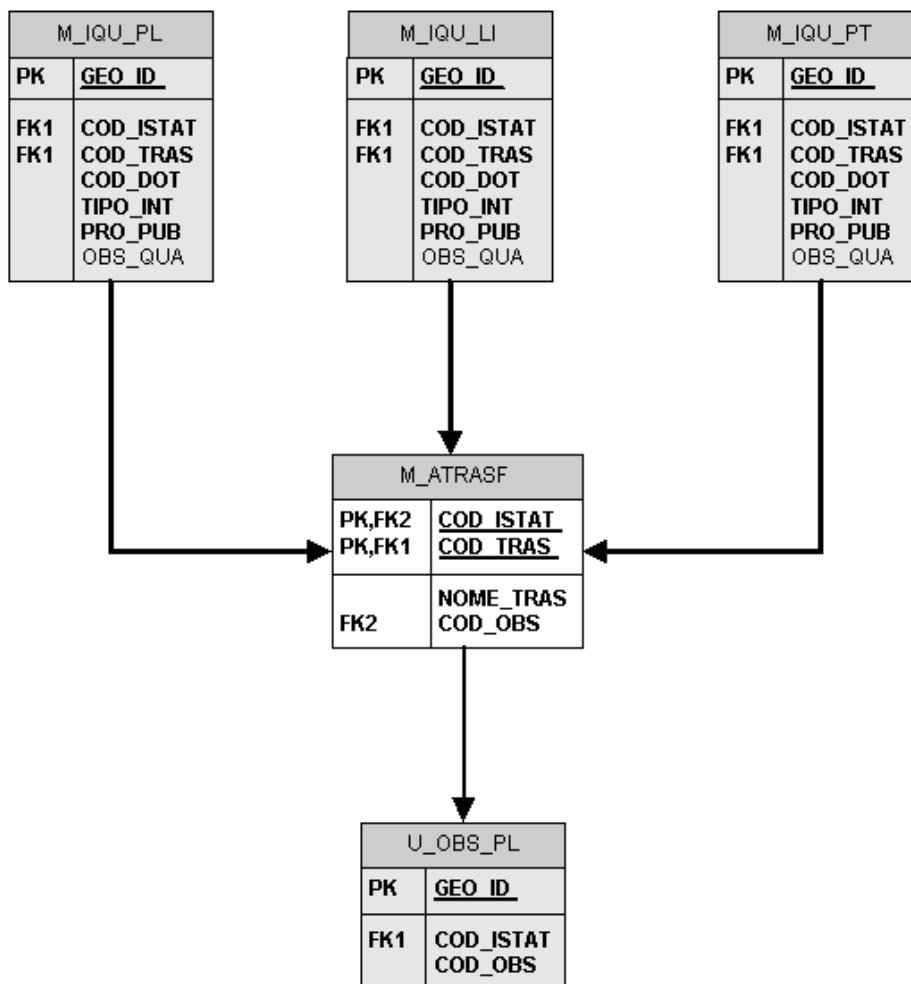 M_IQU_PL
PK GEO_ID
FK1 COD_ISTAT
FK1 COD_TRAS
COD_DOT
TIPO_INT
PRO_PUB
OBS_QUA
M_IQU_LI
PK GEO_ID
FK1 COD_ISTAT
FK1 COD_TRAS
COD_DOT
TIPO_INT
PRO_PUB
OBS_QUA
M_IQU_PT
PK GEO_ID
FK1 COD_ISTAT
FK1 COD_TRAS
COD_DOT
TIPO_INT
PRO_PUB
OBS_QUA
M_ATRASF
PK,FK2 COD_ISTAT
PK,FK1 COD_TRAS
NOME_TRAS
FK2 COD_OBS
U_OBS_PL
PK GEO_ID
FK1 COD_ISTAT
COD_OBS